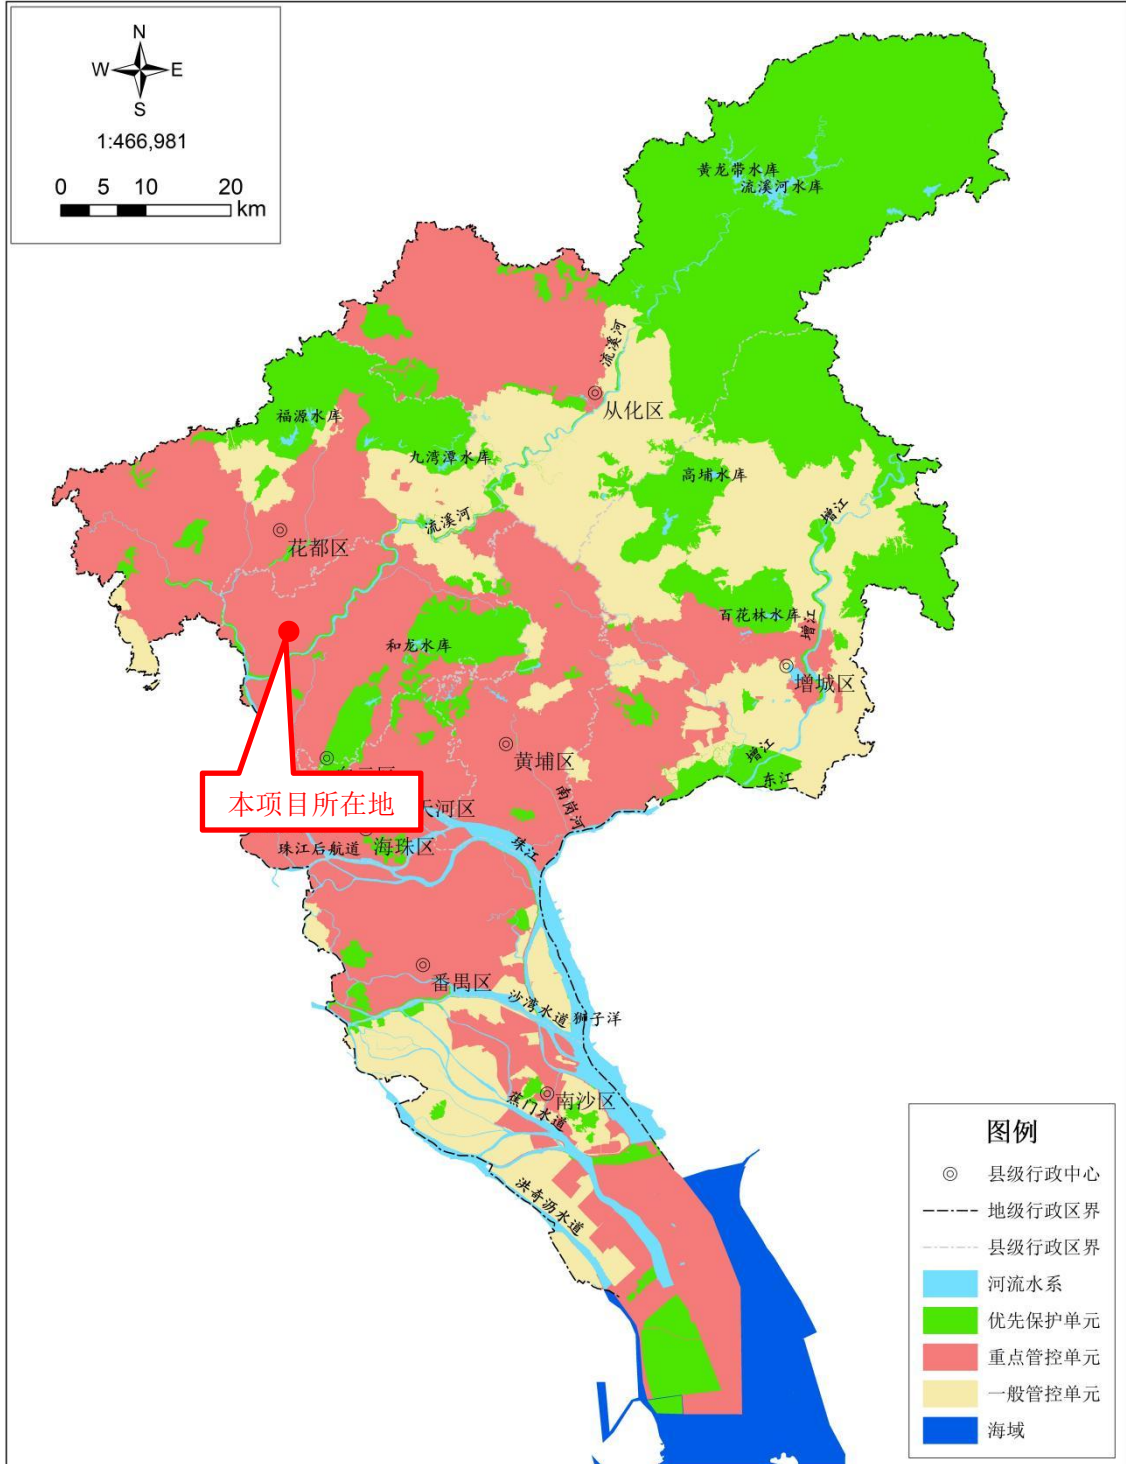 N
W E
S
1:466,981
0 5 10 20
km
黄龙带水库
流溪河水库
流溪河
从化区
福源水库
九湾潭水库
高埔水库
增江
流溪河
花都区
百花林水库
增江
和龙水库
增城区
黄埔区
增江
东江
南岗河
本项目所在地
天河区
珠江后航道
海珠区
珠江
番禺区
沙湾水道
狮子洋
南沙区
蕉门水道
洪奇沥水道
图例
县级行政中心
地级行政区界
县级行政区界
河流水系
优先保护单元
重点管控单元
一般管控单元
海域